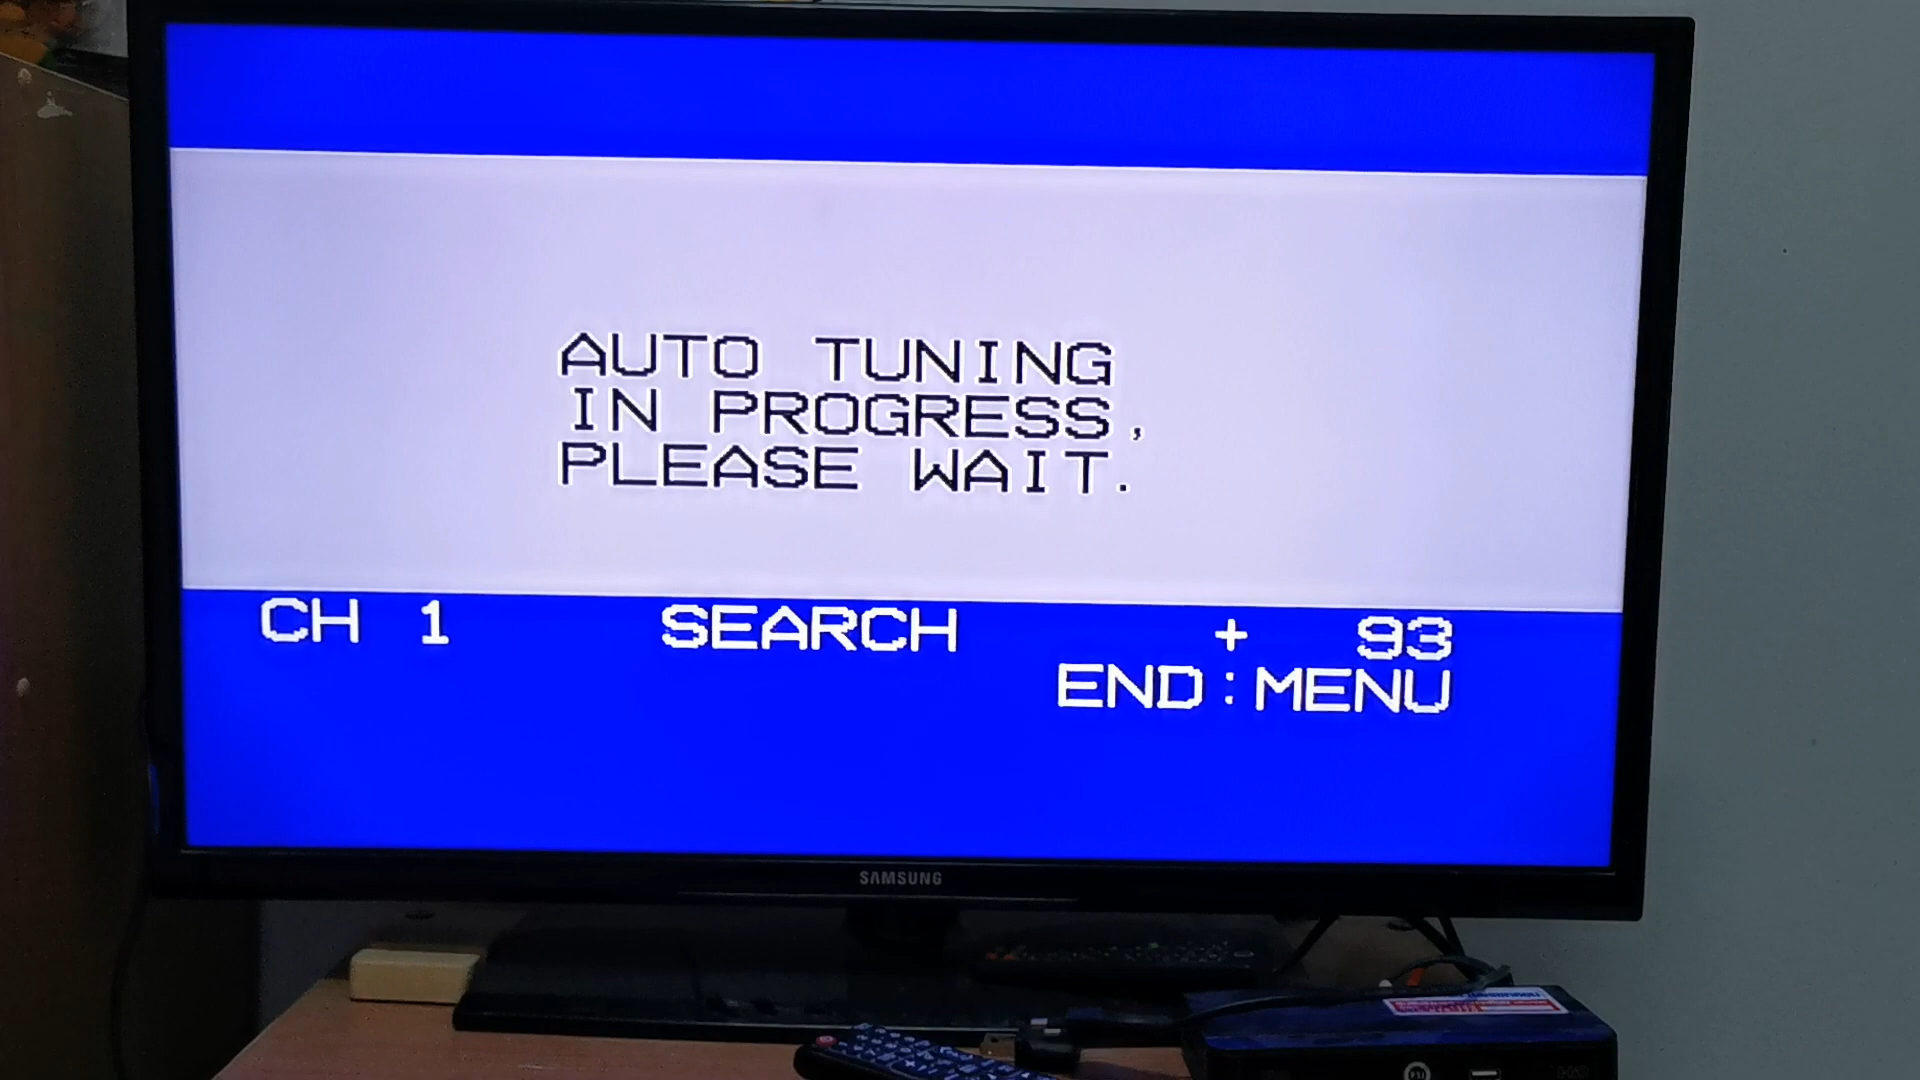 AUTO TUNING
IN PROGRESS,
PLEASE WAIT.
CH 1 SEARCH + 93
END:MENU
SAMSUNG